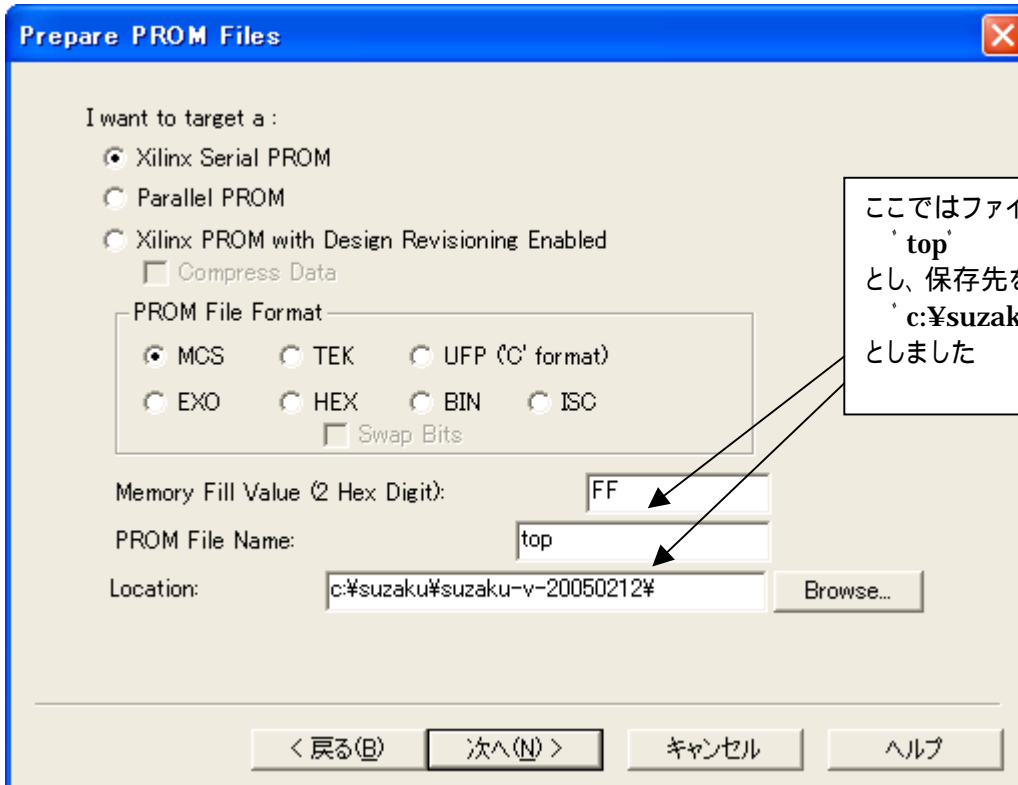 Prepare PROM Files
I want to target a :
Xilinx Serial PROM
Parallel PROM
Xilinx PROM with Design Revisioning Enabled
Compress Data
PROM File Format
MCS TEK UFP ('C' format)
EXO HEX BIN ISC
Swap Bits
Memory Fill Value (2 Hex Digit): FF
PROM File Name: top
Location: c:¥suzaku¥suzaku-v-20050212¥ Browse...
< 戻る(B) 次へ(N) > キャンセル ヘルプ
ここではファイ
‘top‘
とし、保存先を
‘c:¥suzak
としました